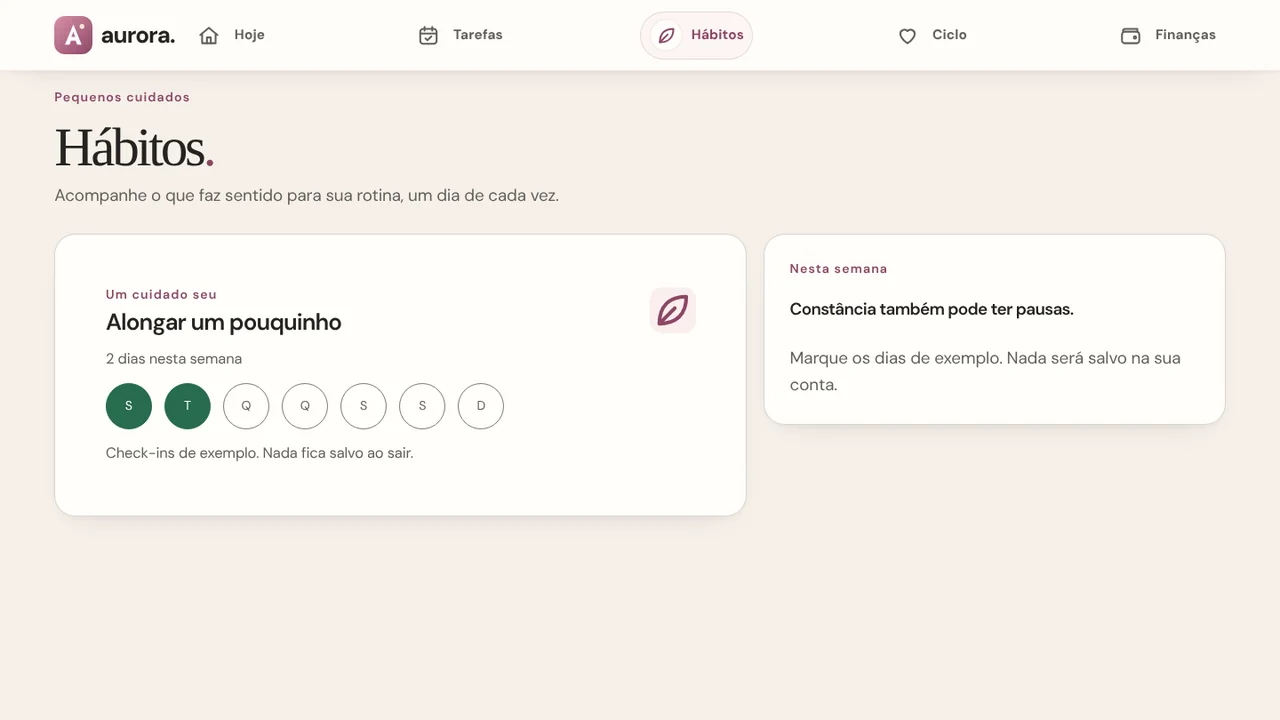 A
aurora.
Hoje
Tarefas
Hábitos
Ciclo
Finanças
Pequenos cuidados
Hábitos.
Acompanhe o que faz sentido para sua rotina, um dia de cada vez.
Um cuidado seu
Alongar um pouquinho
2 dias nesta semana
S T Q Q S S D
Check-ins de exemplo. Nada fica salvo ao sair.
Nesta semana
Constância também pode ter pausas.
Marque os dias de exemplo. Nada será salvo na sua
conta.